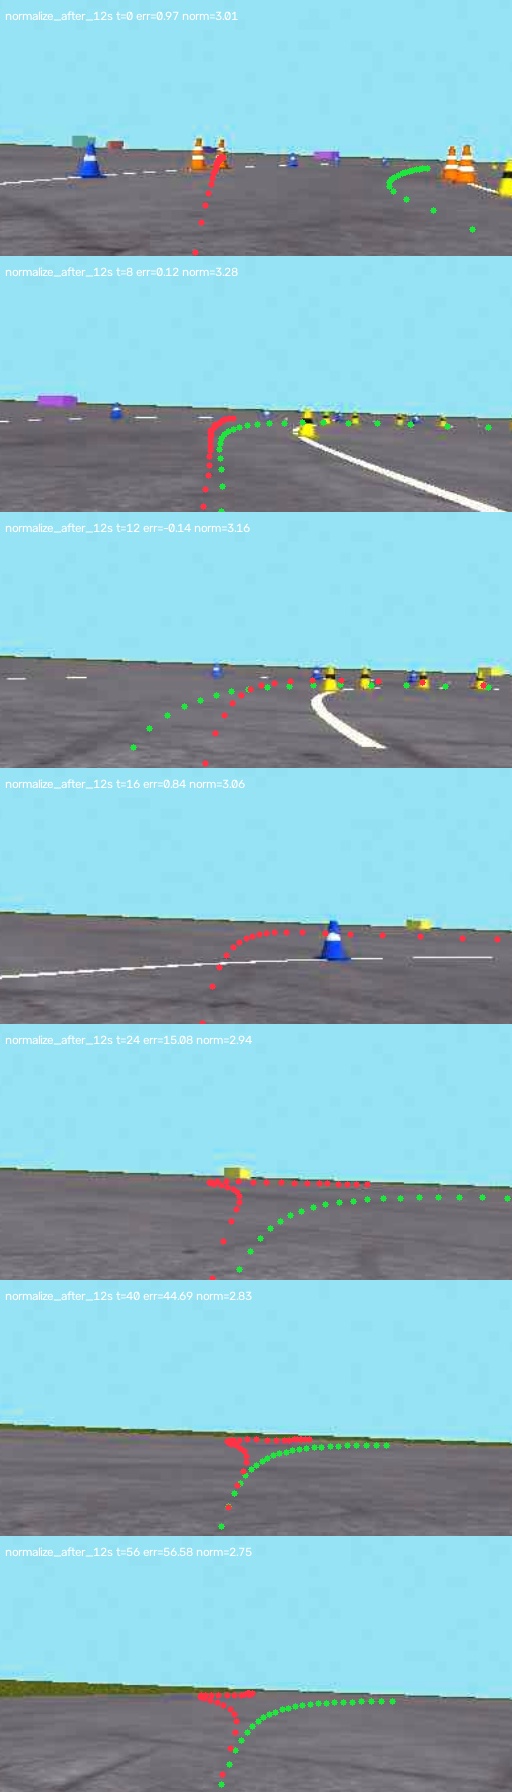 normalize_after_12s t=0 err=0.97 norm=3.01
normalize_after_12s t=8 err=0.12 norm=3.28
normalize_after_12s t=12 err=-0.14 norm=3.16
normalize_after_12s t=16 err=0.84 norm=3.06
normalize_after_12s t=24 err=15.08 norm=2.94
normalize_after_12s t=40 err=44.69 norm=2.83
normalize_after_12s t=56 err=56.58 norm=2.75